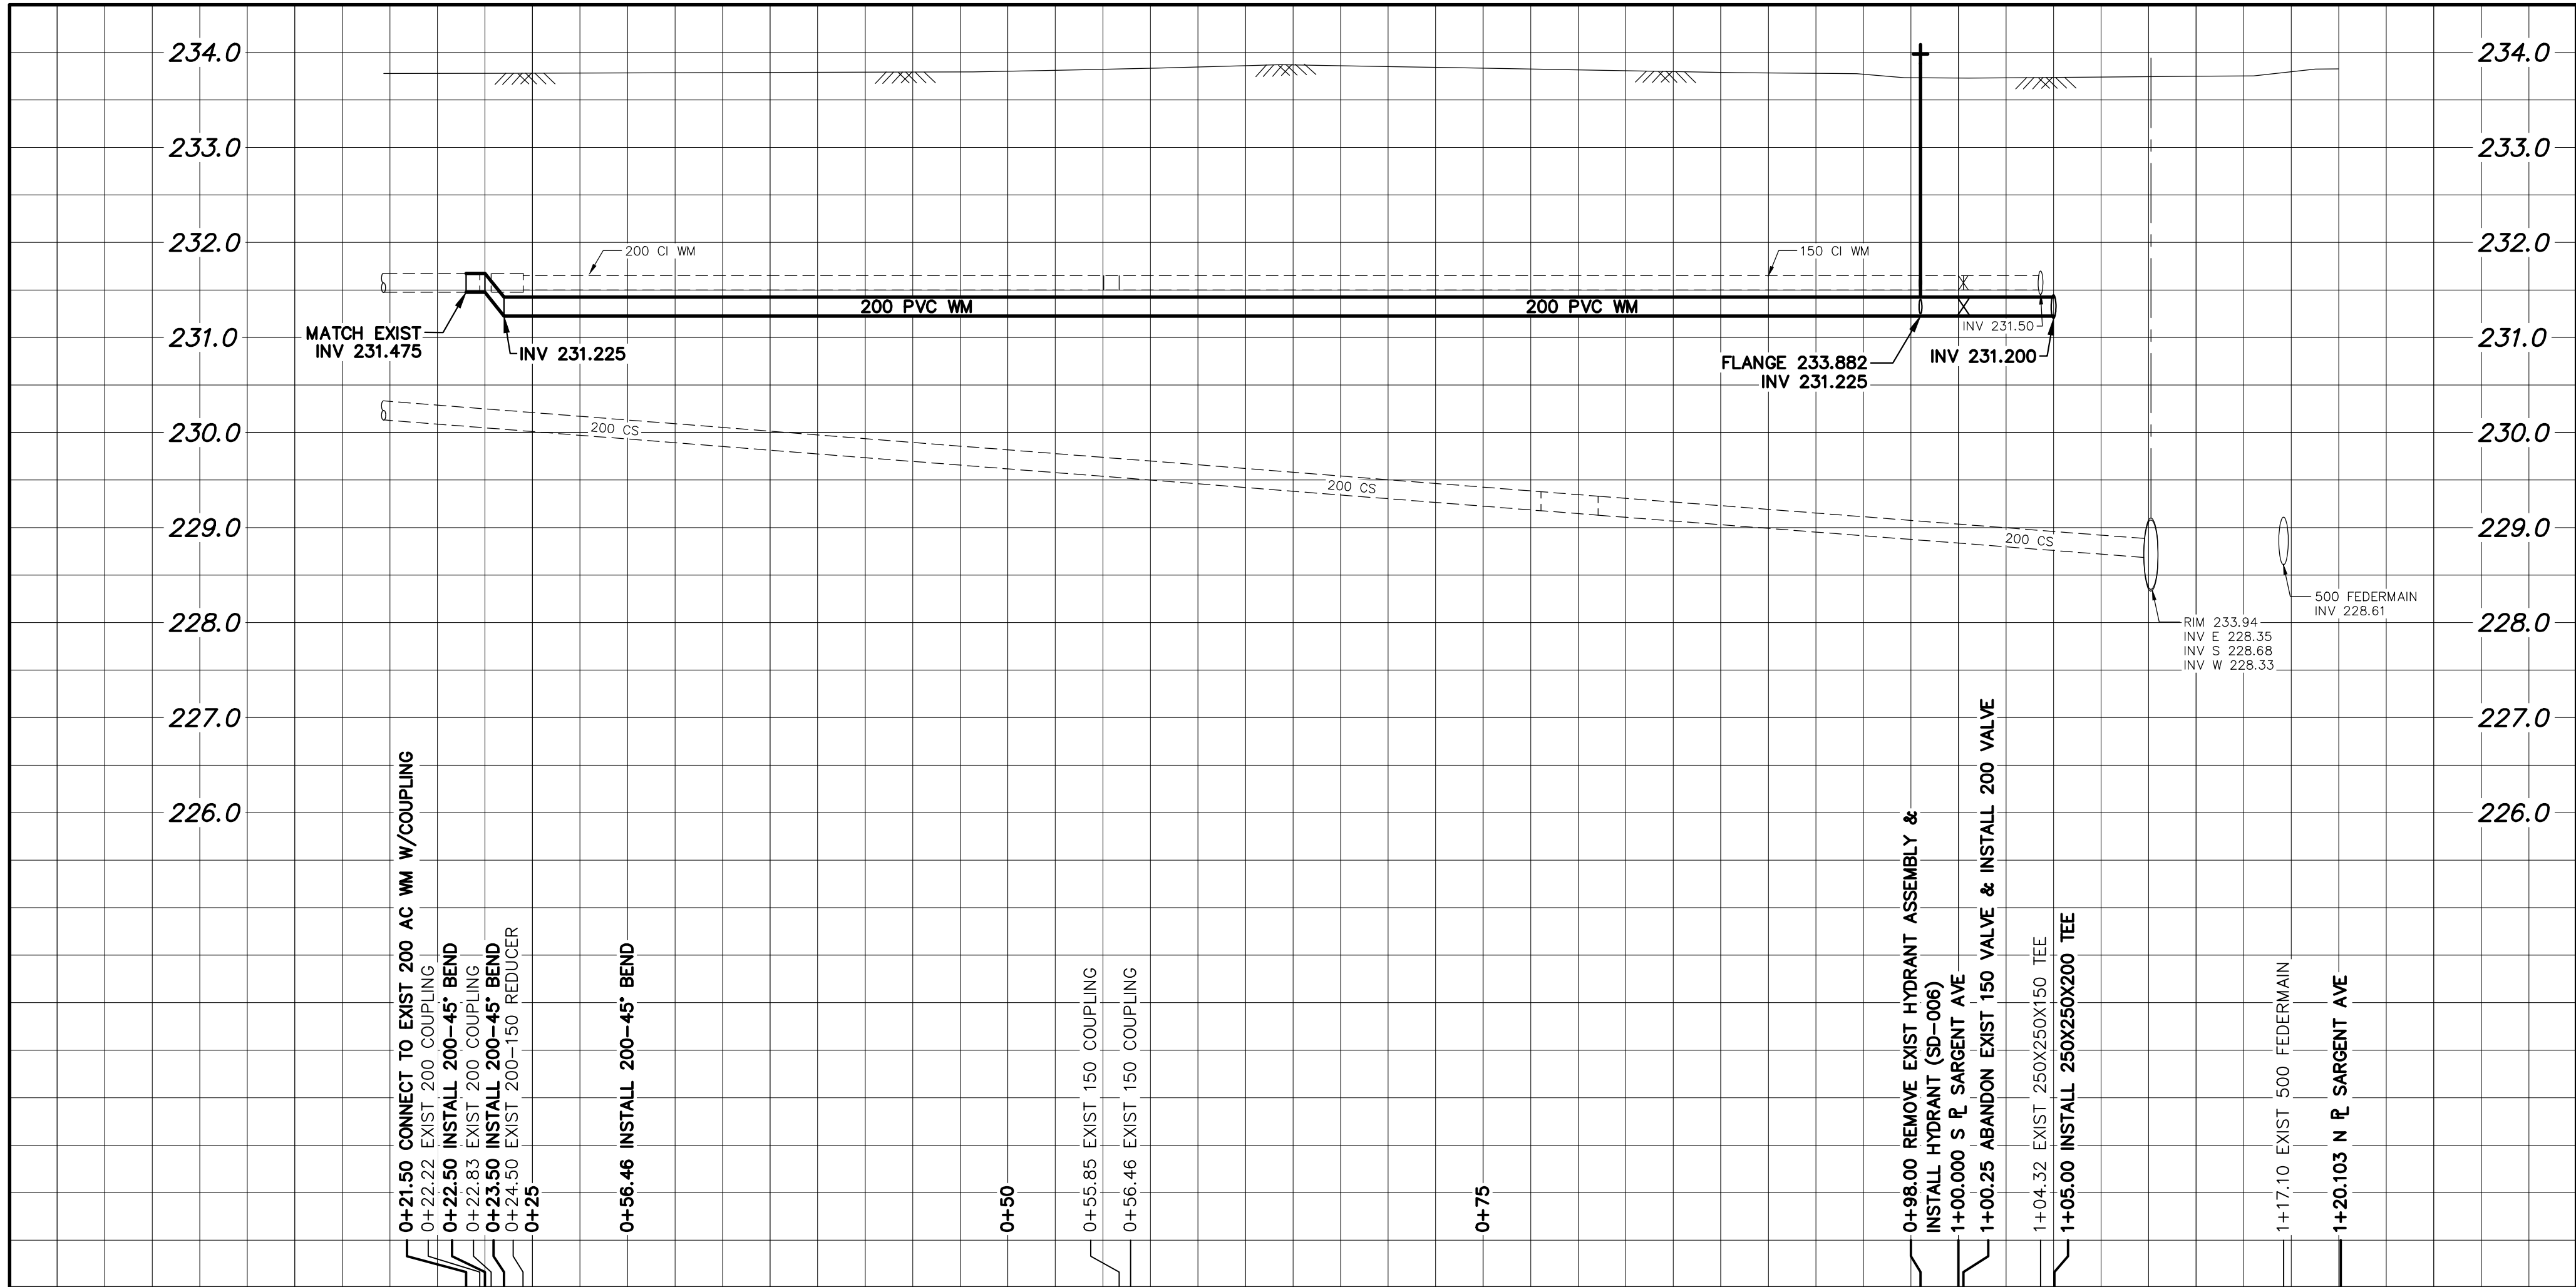 234.0
234.0
233.0
233.0
232.0
232.0
200 CI WM
150 CI WM
200 PVC WM
200 PVC WM
MATCH EXIST
INV 231.475
INV 231.225
231.0
231.0
INV 231.50
FLANGE 233.882
INV 231.225
INV 231.200
230.0
230.0
200 CS
200 CS
200 CS
229.0
229.0
500 FEDERMAIN
INV 228.61
228.0
228.0
RIM 233.94
INV E 228.35
INV S 228.68
INV W 228.33
227.0
227.0
226.0
226.0
0+21.50 CONNECT TO EXIST 200 AC WM W/COUPLING
0+22.22 EXIST 200 COUPLING
0+22.50 INSTALL 200-45° BEND
0+22.83 EXIST 200 COUPLING
0+23.50 INSTALL 200-45° BEND
0+24.50 EXIST 200-150 REDUCER
0+25
0+56.46 INSTALL 200-45° BEND
0+50
0+55.85 EXIST 150 COUPLING
0+56.46 EXIST 150 COUPLING
0+75
0+98.00 REMOVE EXIST HYDRANT ASSEMBLY &
INSTALL HYDRANT (SD-006)
1+00.000 S ⅊ SARGENT AVE
1+00.25 ABANDON EXIST 150 VALVE & INSTALL 200 VALVE
1+04.32 EXIST 250X250X150 TEE
1+05.00 INSTALL 250X250X200 TEE
1+17.10 EXIST 500 FEDERMAIN
1+20.103 N ⅊ SARGENT AVE